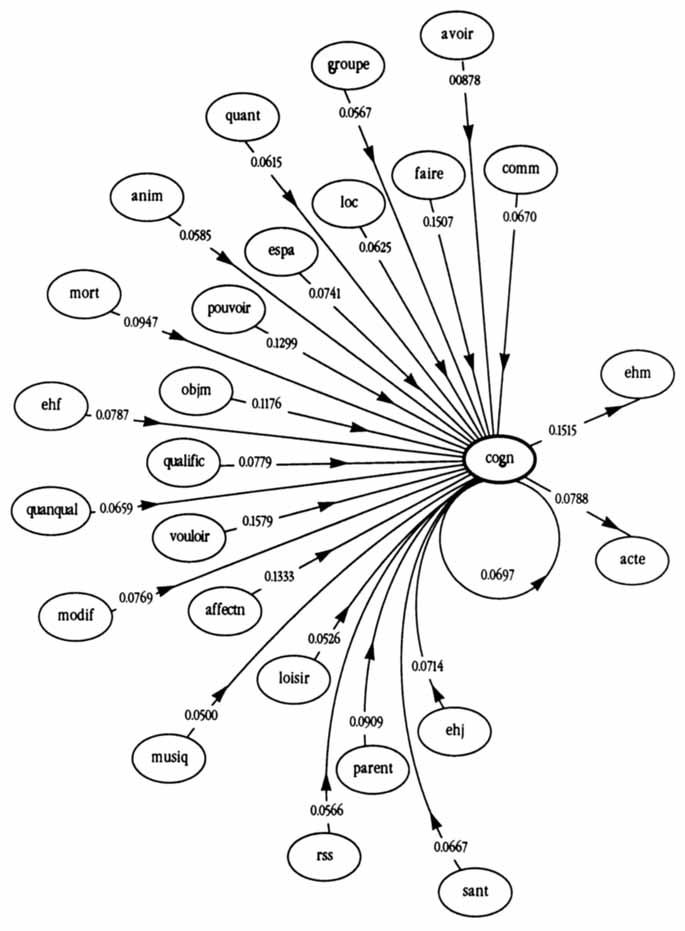 avoir
00878
groupe
0.0567
quant
0.0615
faire
0.1507
comm
0.0670
anim
0.0585
loc
0.0625
espa
0.0741
mort
0.0947
pouvoir
0.1299
ehm
0.1515
objm
0.1176
ehf
0.0787
cogn
qualific
0.0779
quanqual
0.0659
0.0788
vouloir
0.1579
acte
0.0697
modif
0.0769
affectn
0.1333
loisir
0.0526
0.0714
ehj
musiq
0.0500
parent
0.0909
rss
0.0566
0.0667
sant